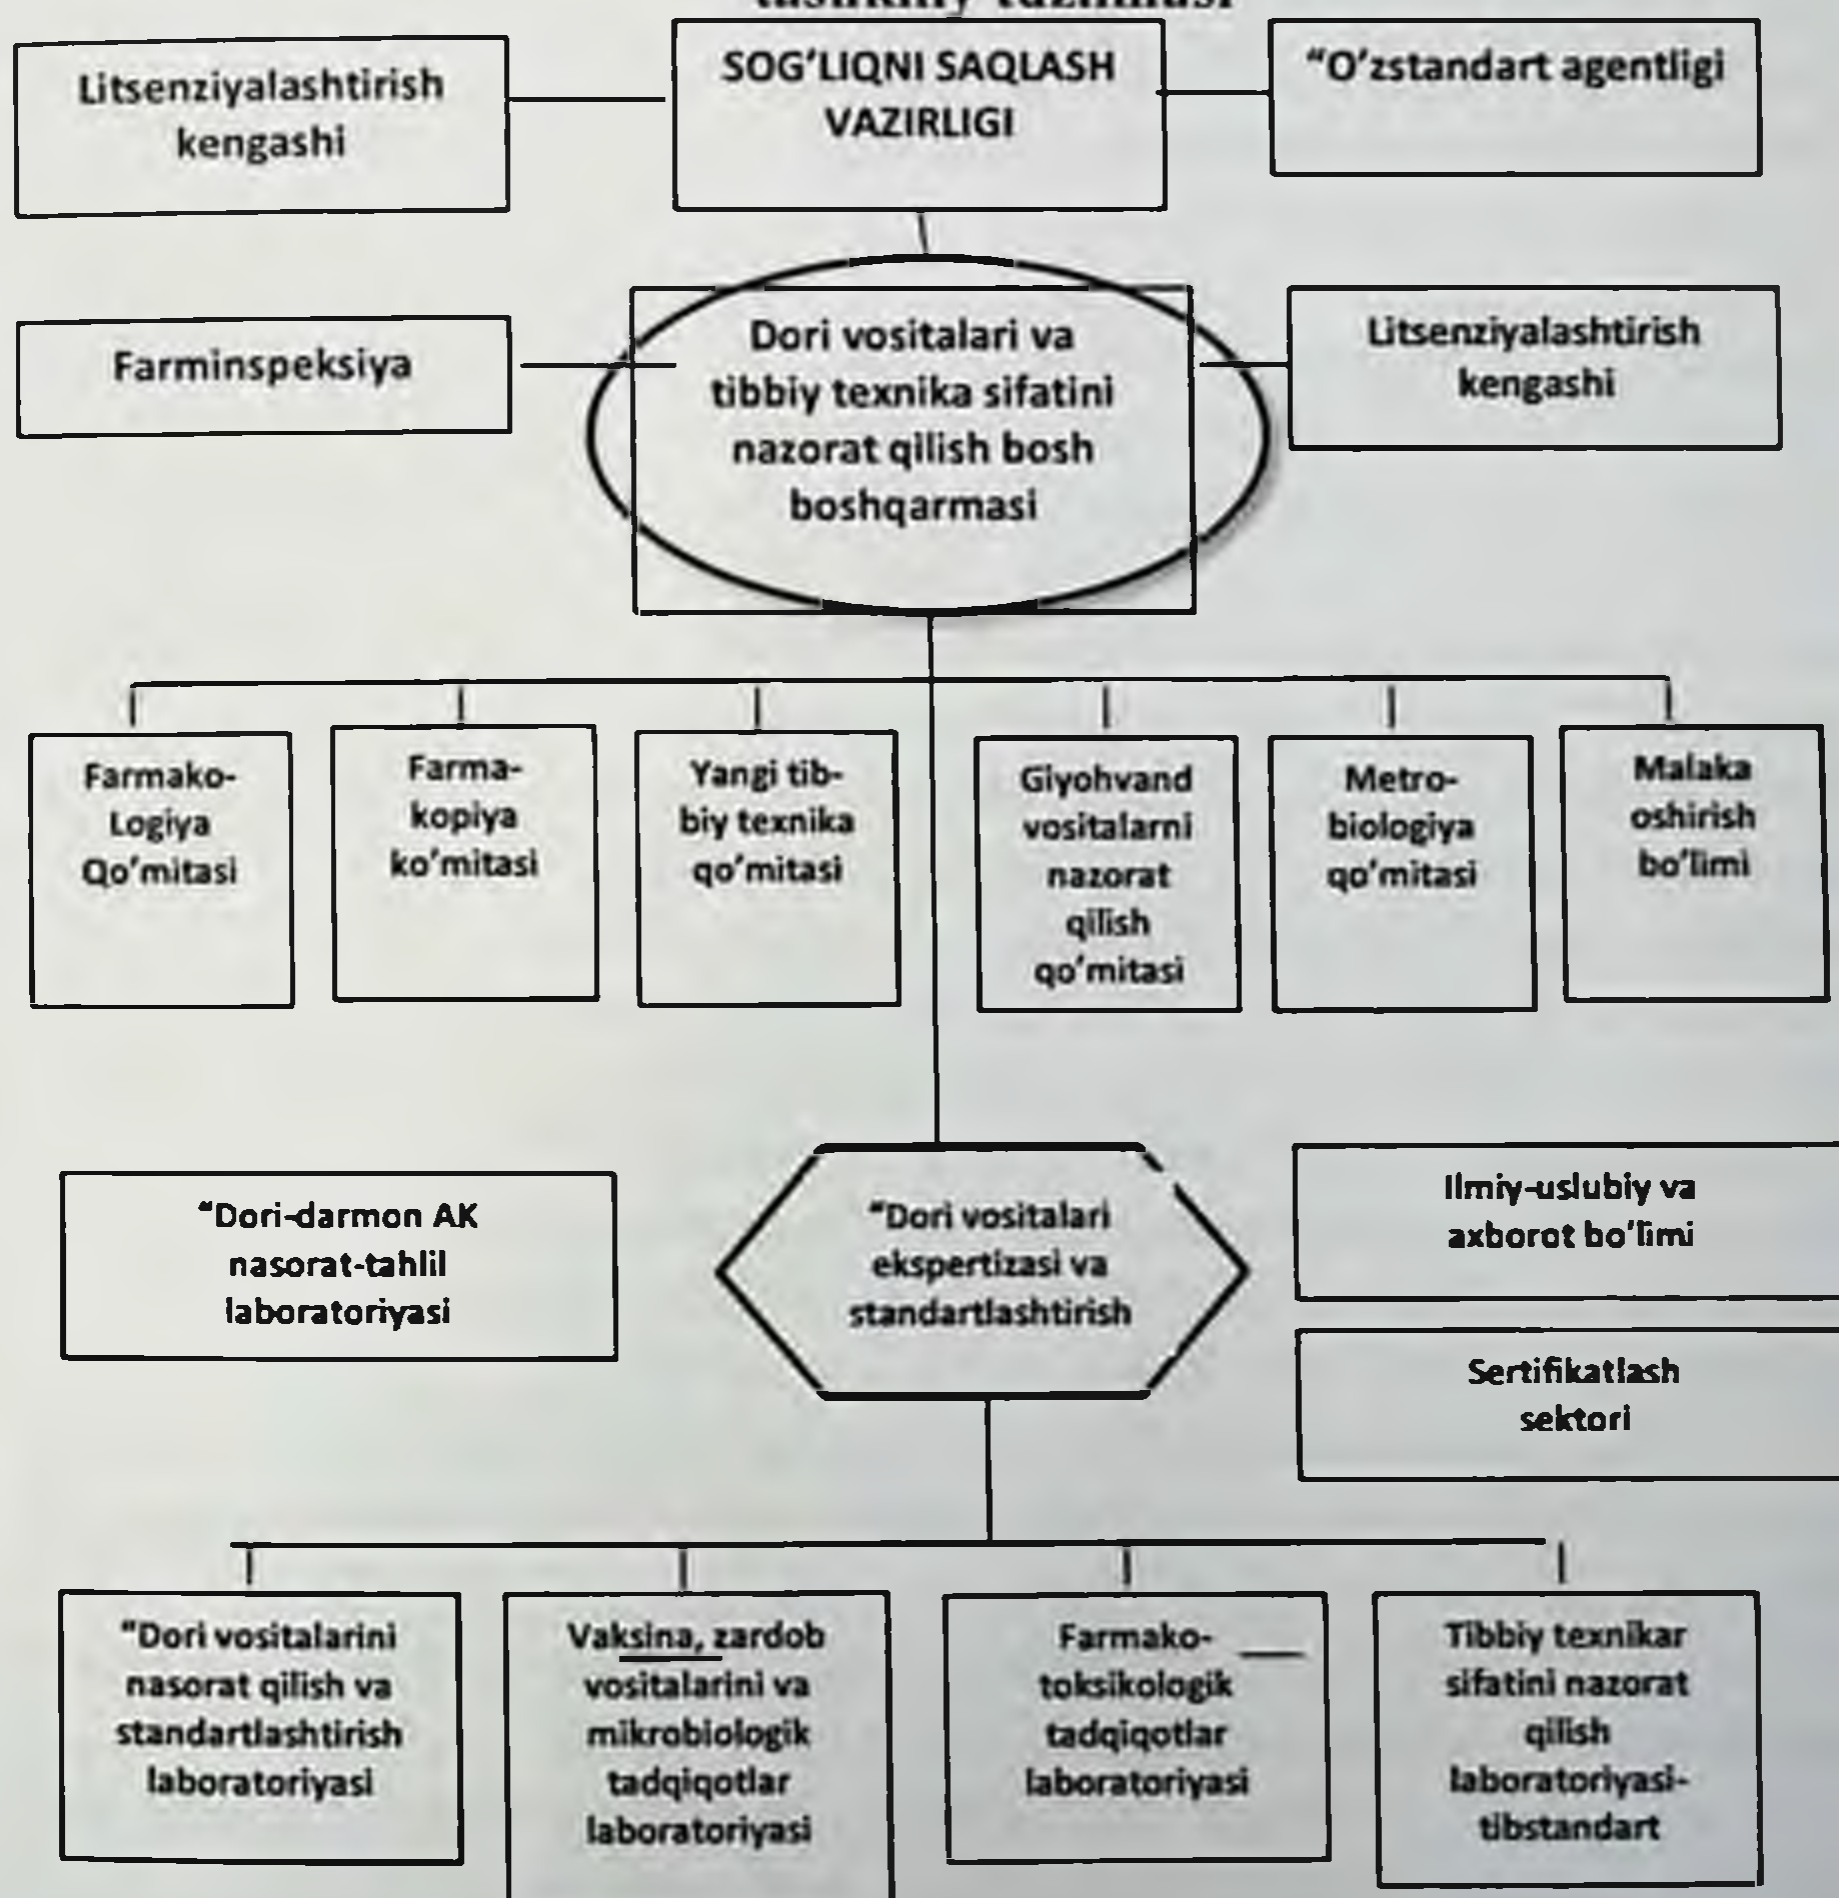 tashkiliy tuzilmasi
Litsenziyalashtirish
kengashi
SOG’LIQNI SAQLASH
VAZIRLIGI
“O’zstandart agentligi
Farminspeksiya
Dori vositalari va
tibbiy texnika sifatini
nazorat qilish bosh
boshqarmasi
Litsenziyalashtirish
kengashi
Farmako-
Logiya
Qo’mitasi
Farma-
kopiya
ko’mitasi
Yangi tib-
biy texnika
qo’mitasi
Giyohvand
vositalarni
nazorat
qilish
qo’mitasi
Metro-
biologiya
qo’mitasi
Malaka
oshirish
bo’limi
“Dori-darmon AK
nasorat-tahlil
laboratoriyasi
“Dori vositalari
ekspertizasi va
standartlashtirish
Ilmiy-uslubiy va
axborot bo’limi
Sertifikatlash
sektori
“Dori vositalarini
nasorat qilish va
standartlashtirish
laboratoriyasi
Vaksina, zardob
vositalarini va
mikrobiologik
tadqiqotlar
laboratoriyasi
Farmako-
toksikologik
tadqiqotlar
laboratoriyasi
Tibbiy texnikar
sifatini nazorat
qilish
laboratoriyasi-
tibstandart